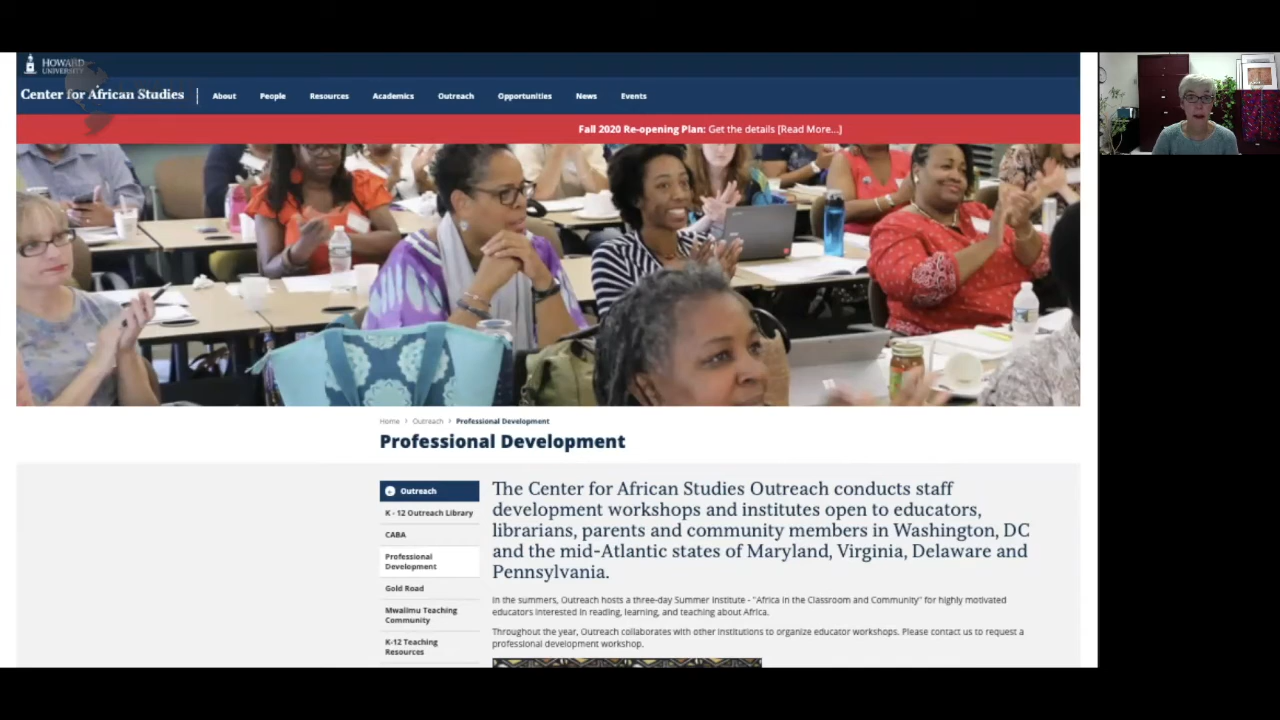 HOWARD
UNIVERSITY
Center for African Studies
About People Resources Academics Outreach Opportunities News Events
Fall 2020 Re-opening Plan: Get the details [Read More...]
Home > Outreach > Professional Development
Professional Development
Outreach
K - 12 Outreach Library
CABA
Professional
Development
Gold Road
Mwalimu Teaching
Community
K-12 Teaching
Resources
The Center for African Studies Outreach conducts staff
development workshops and institutes open to educators,
librarians, parents and community members in Washington, DC
and the mid-Atlantic states of Maryland, Virginia, Delaware and
Pennsylvania.
In the summers, Outreach hosts a three-day Summer Institute - "Africa in the Classroom and Community" for highly motivated
educators interested in reading, learning, and teaching about Africa.
Throughout the year, Outreach collaborates with other institutions to organize educator workshops. Please contact us to request a
professional development workshop.